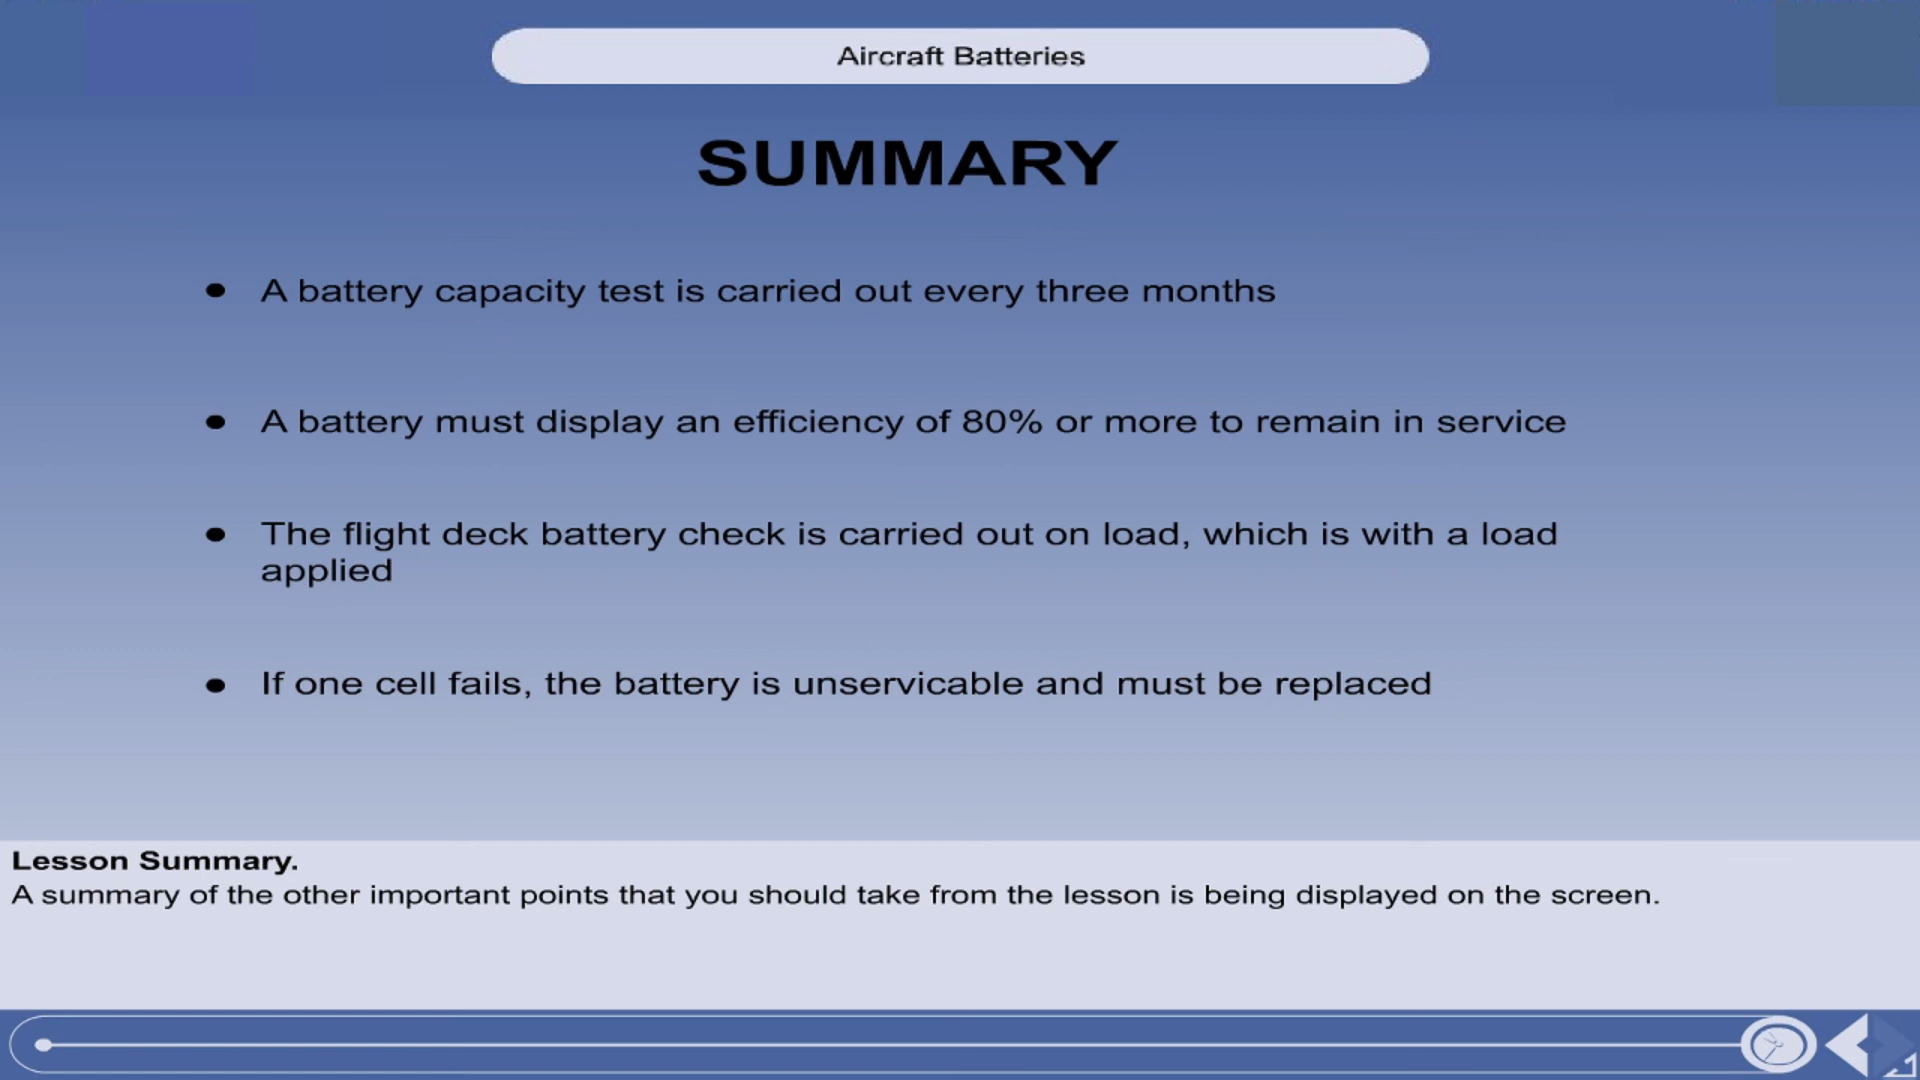 Aircraft Batteries
SUMMARY
• A battery capacity test is carried out every three months
• A battery must display an efficiency of 80% or more to remain in service
• The flight deck battery check is carried out on load, which is with a load
applied
• If one cell fails, the battery is unservicable and must be replaced
Lesson Summary.
A summary of the other important points that you should take from the lesson is being displayed on the screen.